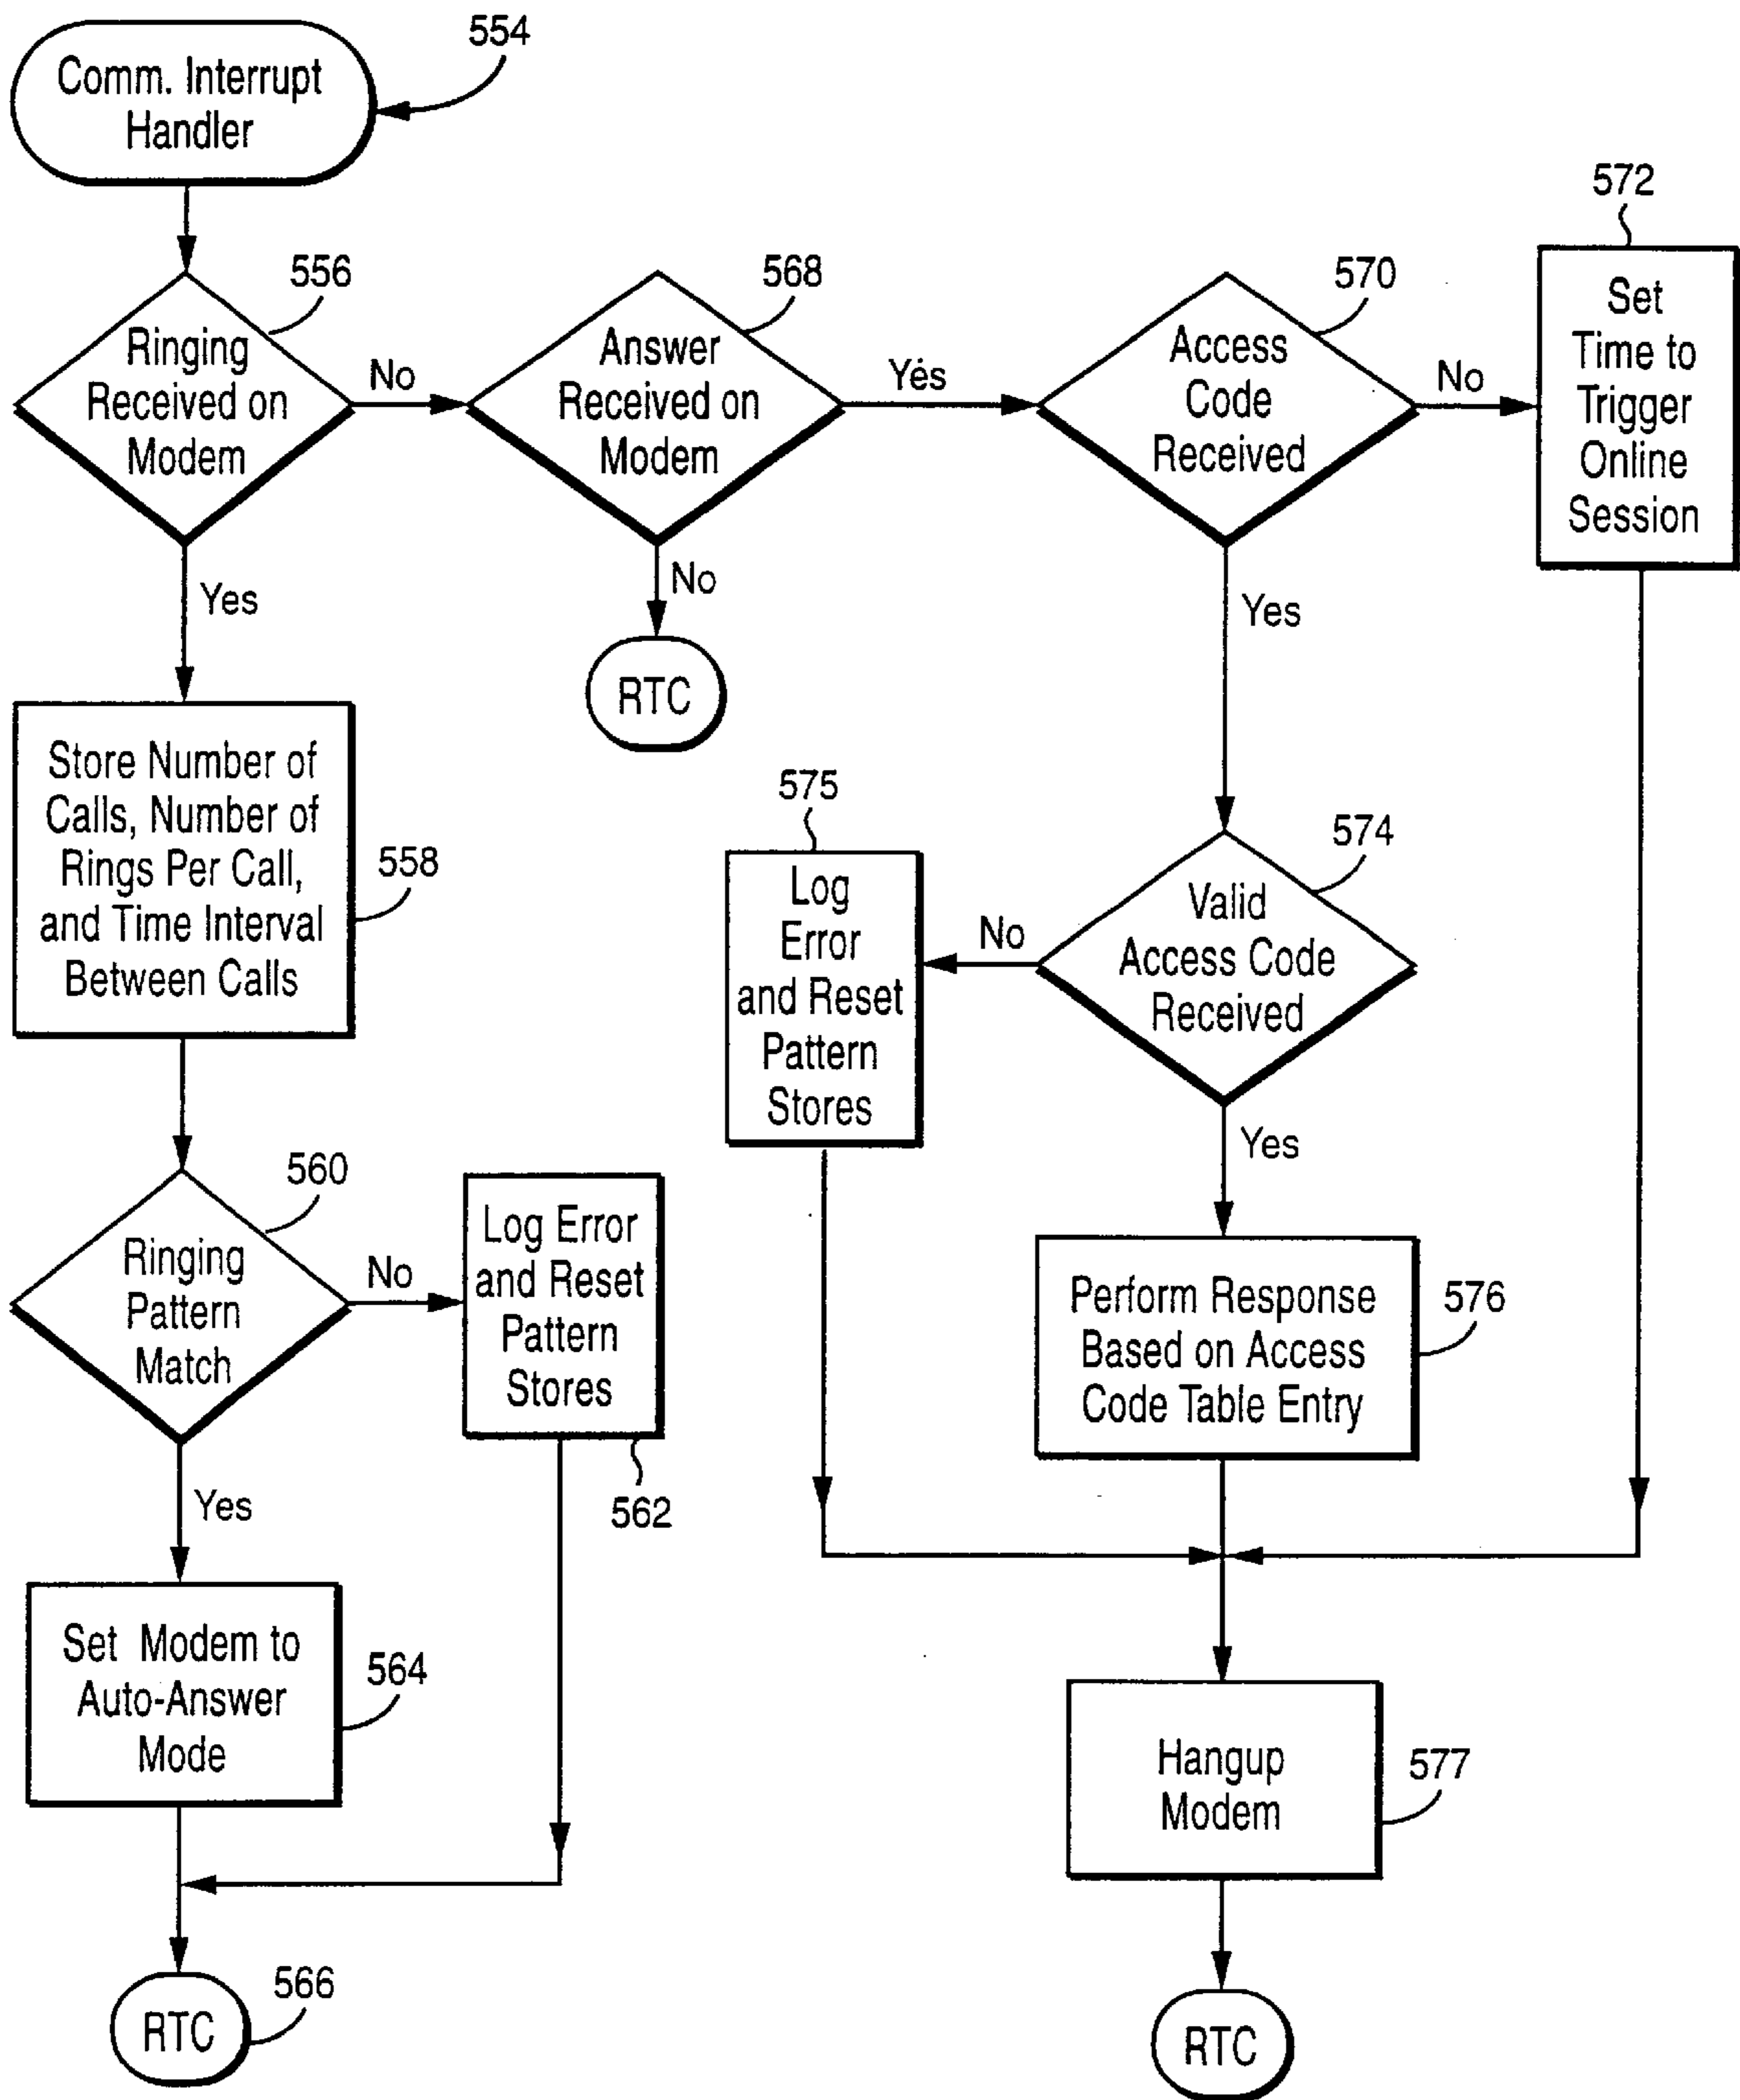 554
Comm. Interrupt
Handler
556
Ringing
Received on
Modem
No
Yes
568
Answer
Received on
Modem
Yes
No
RTC
570
Access
Code
Received
No
Yes
572
Set
Time to
Trigger
Online
Session
Store Number of
Calls, Number of
Rings Per Call,
and Time Interval
Between Calls
558
575
Log
Error
and Reset
Pattern
Stores
574
Valid
Access Code
Received
No
Yes
560
Ringing
Pattern
Match
No
Yes
Log Error
and Reset
Pattern
Stores
562
Perform Response
Based on Access
Code Table Entry
576
Set Modem to
Auto-Answer
Mode
564
Hangup
Modem
577
RTC
566
RTC